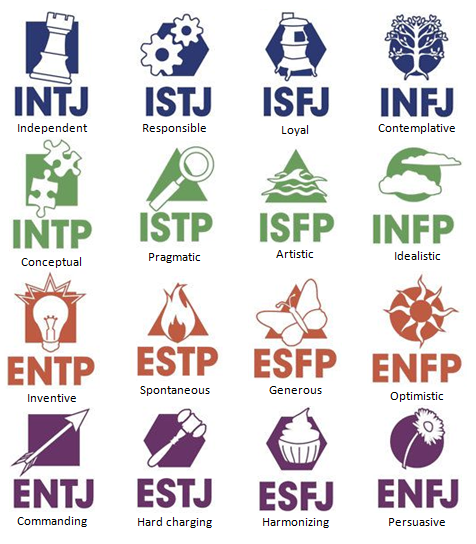 INTJ ISTJ ISFJ INFJ
Independent Responsible Loyal Contemplative
INTP ISTP ISFP INFP
Conceptual Pragmatic Artistic Idealistic
ENTP ESTP ESFP ENFP
Inventive Spontaneous Generous Optimistic
ENTJ ESTJ ESFJ ENFJ
Commanding Hard charging Harmonizing Persuasive